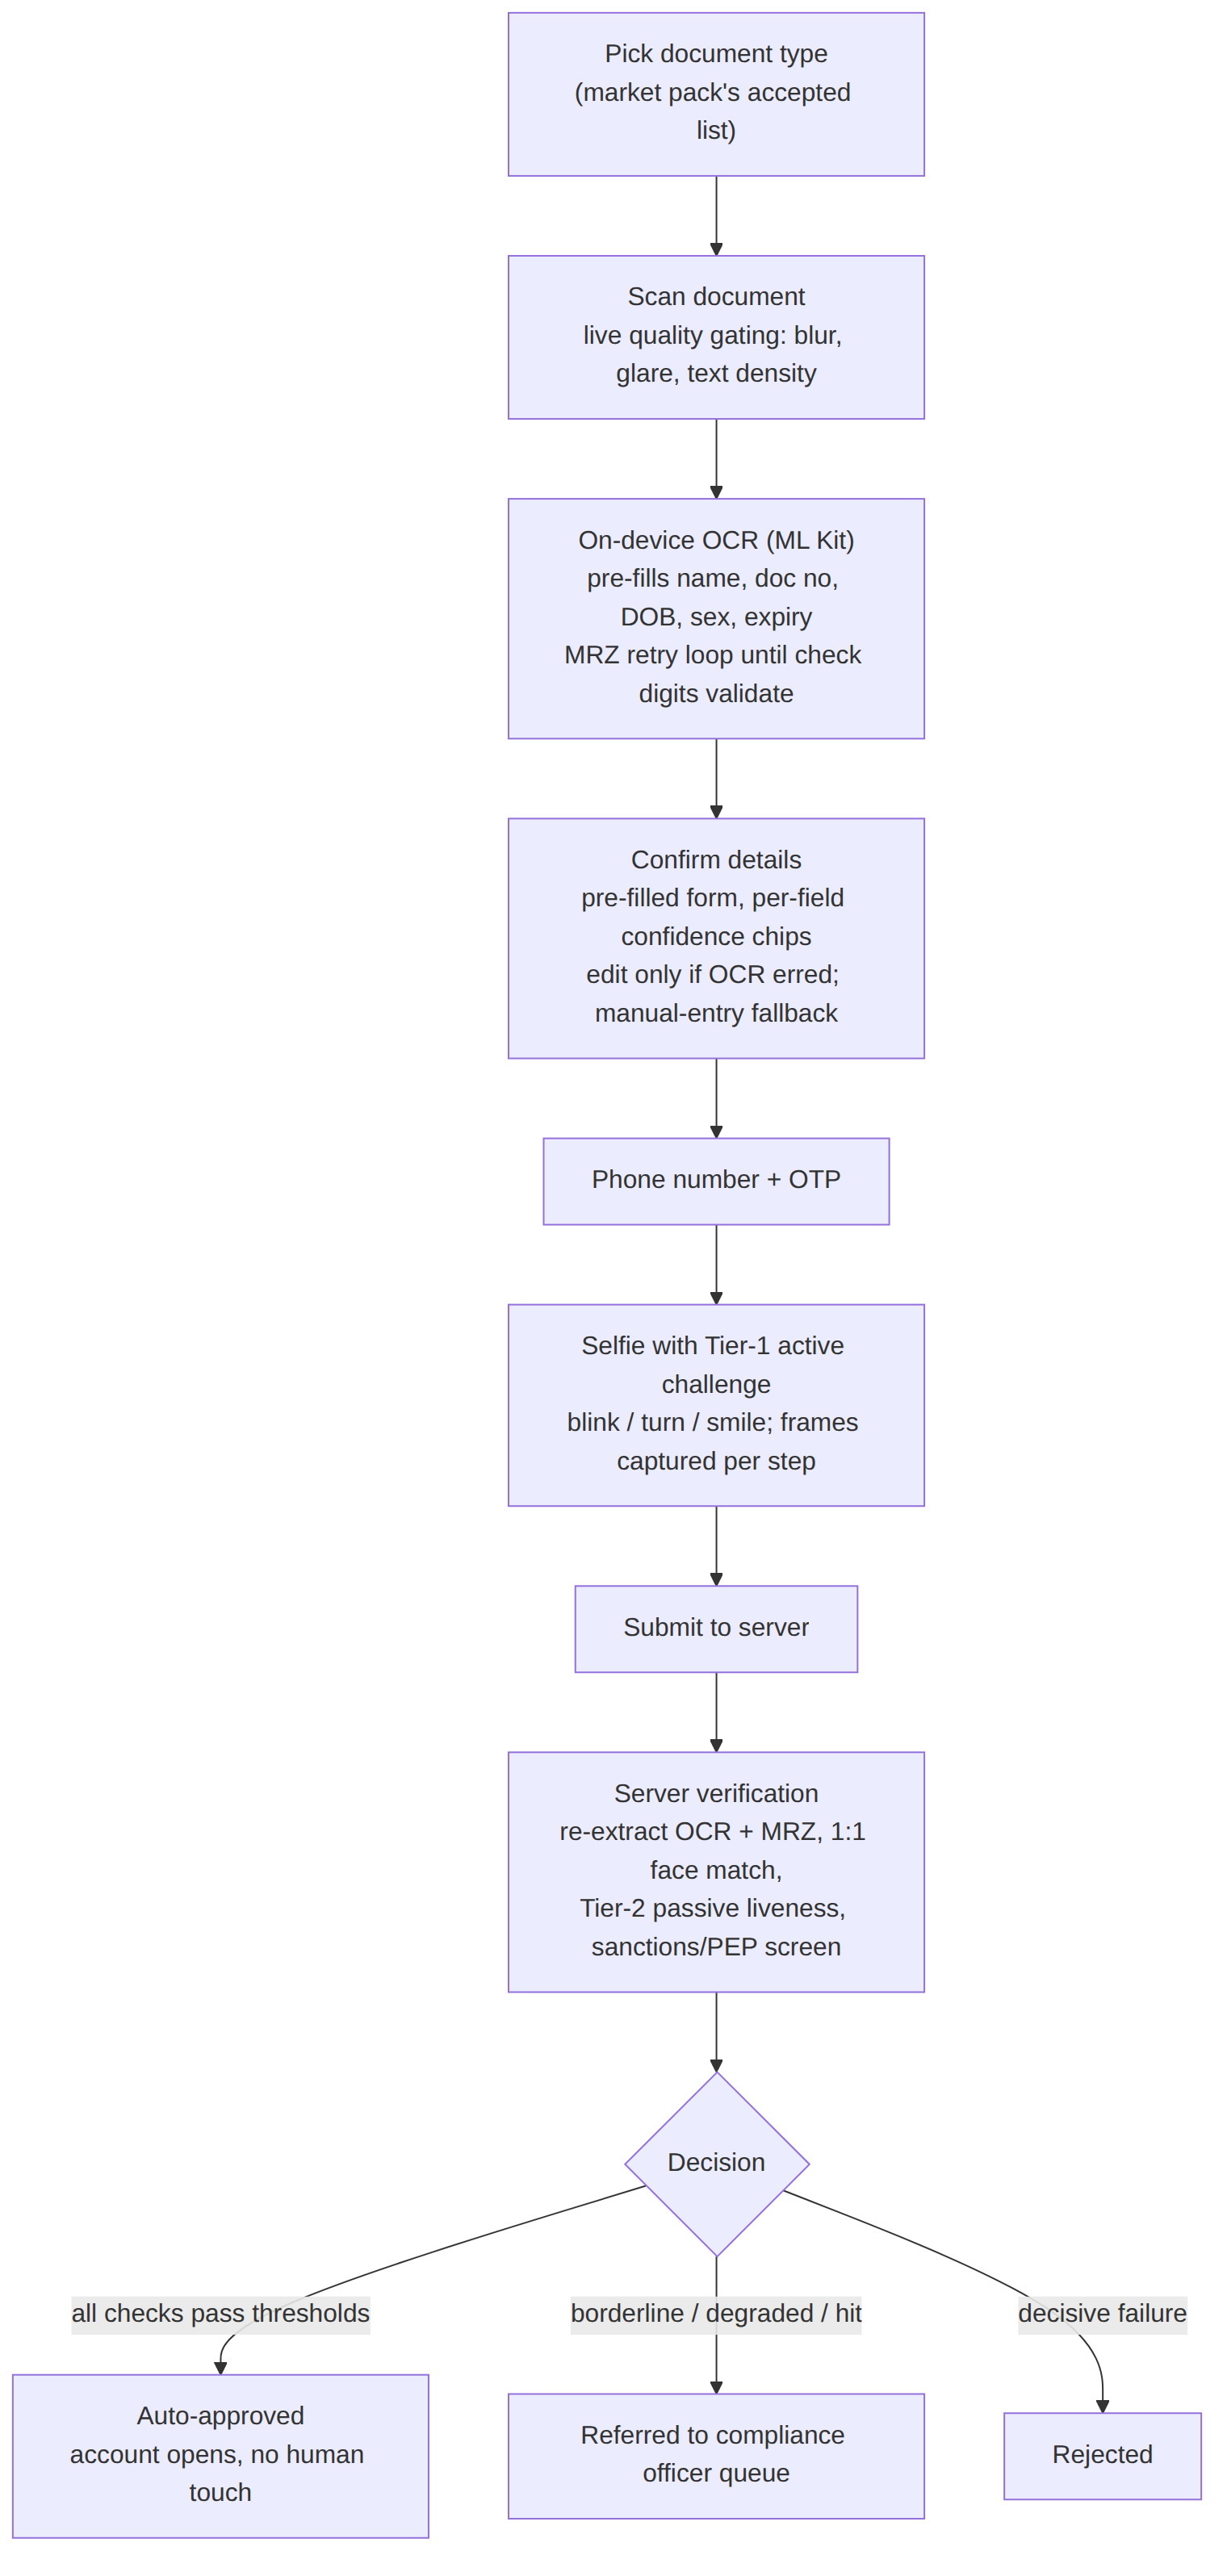 Pick document type
(market pack's accepted
list)
Scan document
live quality gating: blur,
glare, text density
On-device OCR (ML Kit)
pre-fills name, doc no,
DOB, sex, expiry
MRZ retry loop until check
digits validate
Confirm details
pre-filled form, per-field
confidence chips
edit only if OCR erred;
manual-entry fallback
Phone number + OTP
Selfie with Tier-1 active
challenge
blink / turn / smile; frames
captured per step
Submit to server
Server verification
re-extract OCR + MRZ, 1:1
face match,
Tier-2 passive liveness,
sanctions/PEP screen
Decision
all checks pass thresholds
borderline / degraded / hit
decisive failure
Auto-approved
account opens, no human
touch
Referred to compliance
officer queue
Rejected